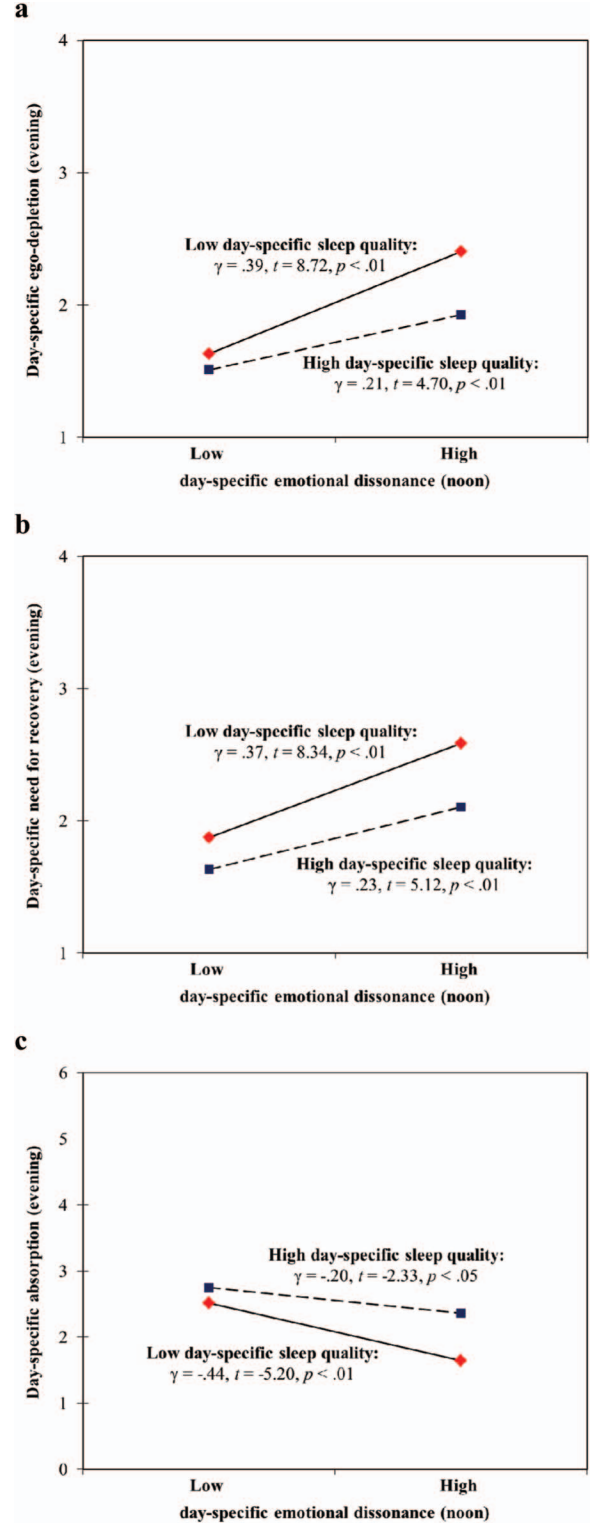 a
Day-specific ego-depletion (evening)
4
3
2
1
Low day-specific sleep quality:
γ = .39, t = 8.72, p < .01
High day-specific sleep quality:
γ = .21, t = 4.70, p < .01
Low High
day-specific emotional dissonance (noon)
b
Day-specific need for recovery (evening)
4
3
2
1
Low day-specific sleep quality:
γ = .37, t = 8.34, p < .01
High day-specific sleep quality:
γ = .23, t = 5.12, p < .01
Low High
day-specific emotional dissonance (noon)
c
Day-specific absorption (evening)
6
5
4
3
2
1
0
High day-specific sleep quality:
γ = -.20, t = -2.33, p < .05
Low day-specific sleep quality:
γ = -.44, t = -5.20, p < .01
Low High
day-specific emotional dissonance (noon)